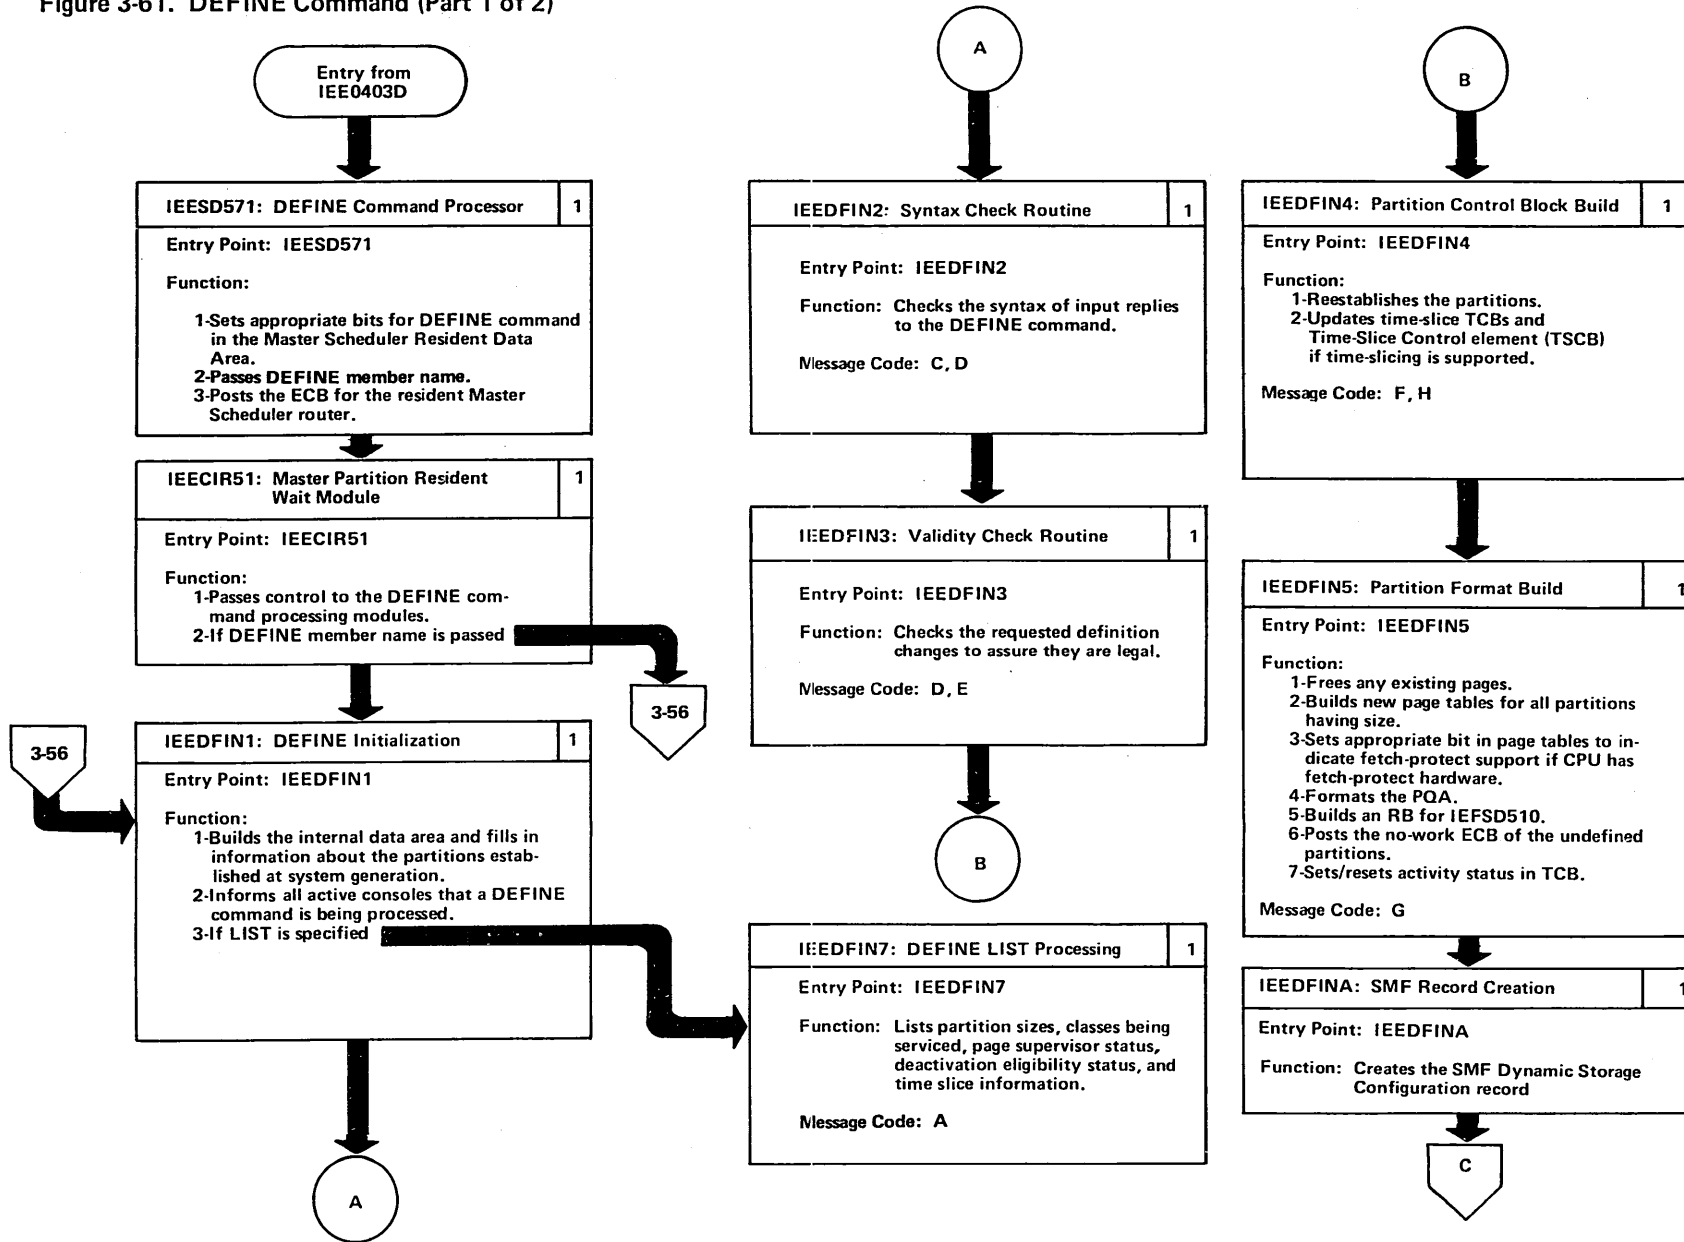 Figure 3-61. DEFINE Command (Part 1 of 2)
Entry from
IEE0403D
IEESD571: DEFINE Command Processor 1
Entry Point: IEESD571
Function:
1-Sets appropriate bits for DEFINE command
in the Master Scheduler Resident Data
Area.
2-Passes DEFINE member name.
3-Posts the ECB for the resident Master
Scheduler router.
IEECIR51: Master Partition Resident 1
Wait Module
Entry Point: IEECIR51
Function:
1-Passes control to the DEFINE com-
mand processing modules.
2-If DEFINE member name is passed
3-56
3-56
IEEDFIN1: DEFINE Initialization 1
Entry Point: IEEDFIN1
Function:
1-Builds the internal data area and fills in
information about the partitions estab-
lished at system generation.
2-Informs all active consoles that a DEFINE
command is being processed.
3-If LIST is specified
A
A
IEEDFIN2: Syntax Check Routine 1
Entry Point: IEEDFIN2
Function: Checks the syntax of input replies
to the DEFINE command.
Message Code: C, D
IEEDFIN3: Validity Check Routine 1
Entry Point: IEEDFIN3
Function: Checks the requested definition
changes to assure they are legal.
Message Code: D, E
B
IEEDFIN7: DEFINE LIST Processing 1
Entry Point: IEEDFIN7
Function: Lists partition sizes, classes being
serviced, page supervisor status,
deactivation eligibility status, and
time slice information.
Message Code: A
B
IEEDFIN4: Partition Control Block Build 1
Entry Point: IEEDFIN4
Function:
1-Reestablishes the partitions.
2-Updates time-slice TCBs and
Time-Slice Control element (TSCB)
if time-slicing is supported.
Message Code: F, H
IEEDFIN5: Partition Format Build 1
Entry Point: IEEDFIN5
Function:
1-Frees any existing pages.
2-Builds new page tables for all partitions
having size.
3-Sets appropriate bit in page tables to in-
dicate fetch-protect support if CPU has
fetch-protect hardware.
4-Formats the PQA.
5-Builds an RB for IEFSD510.
6-Posts the no-work ECB of the undefined
partitions.
7-Sets/resets activity status in TCB.
Message Code: G
IEEDFINA: SMF Record Creation 1
Entry Point: IEEDFINA
Function: Creates the SMF Dynamic Storage
Configuration record
C